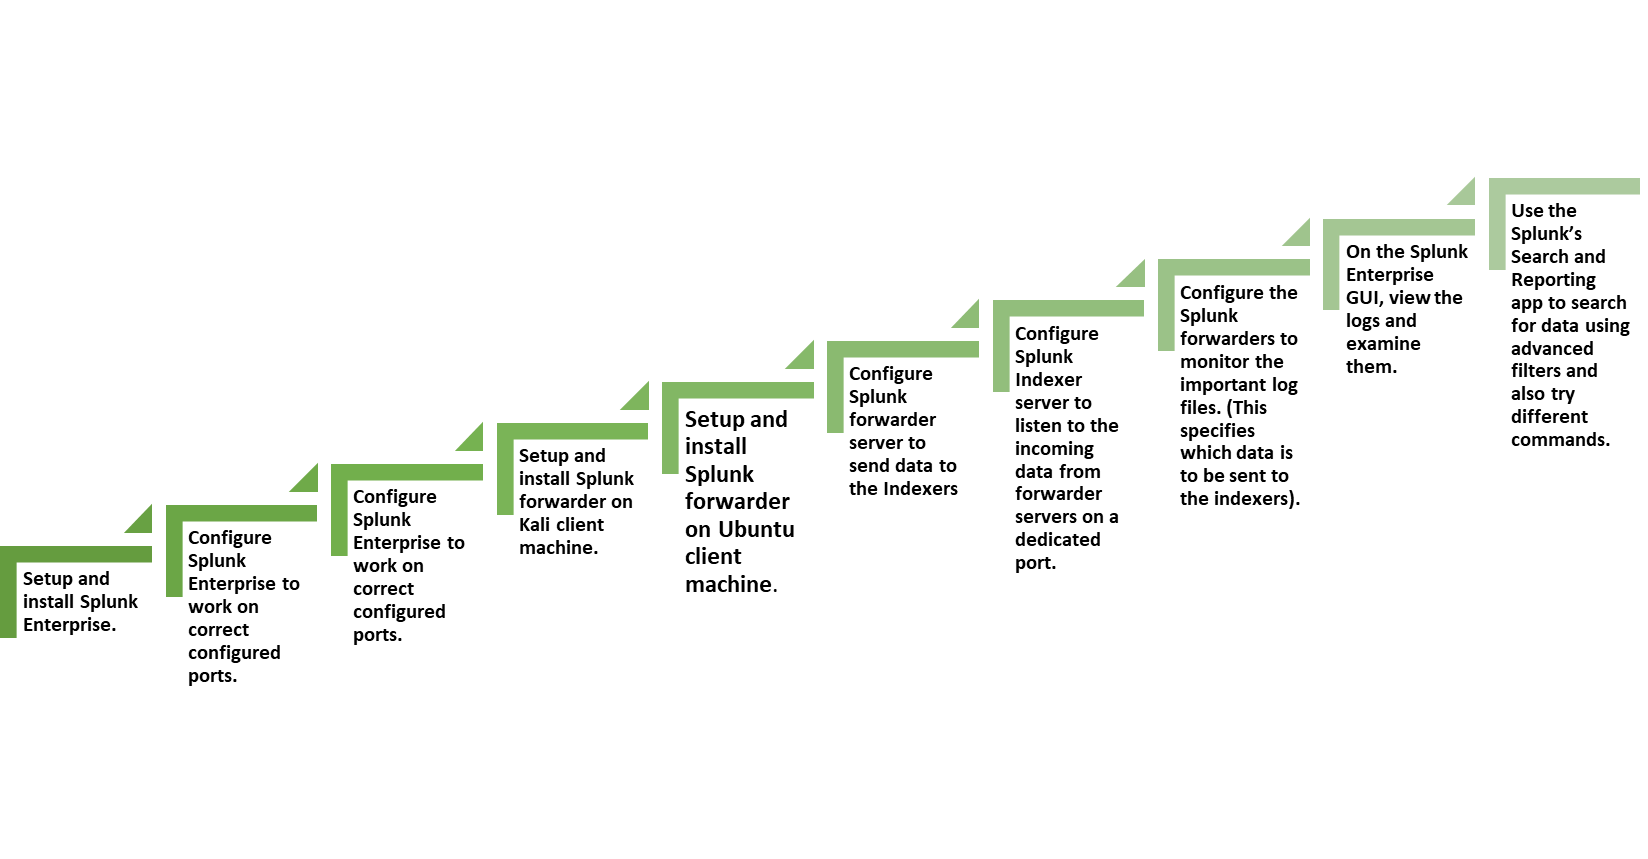 Setup and
install Splunk
Enterprise.
Configure
Splunk
Enterprise to
work on
correct
configured
ports.
Configure
Splunk
Enterprise to
work on
correct
configured
ports.
Setup and
install Splunk
forwarder on
Kali client
machine.
Setup and
install
Splunk
forwarder
on Ubuntu
client
machine.
Configure
Splunk
forwarder
server to
send data to
the Indexers
Configure
Splunk
Indexer
server to
listen to the
incoming
data from
forwarder
servers on a
dedicated
port.
Configure the
Splunk
forwarders to
monitor the
important log
files. (This
specifies
which data is
to be sent to
the indexers).
On the Splunk
Enterprise
GUI, view the
logs and
examine
them.
Use the
Splunk’s
Search and
Reporting
app to search
for data using
advanced
filters and
also try
different
commands.